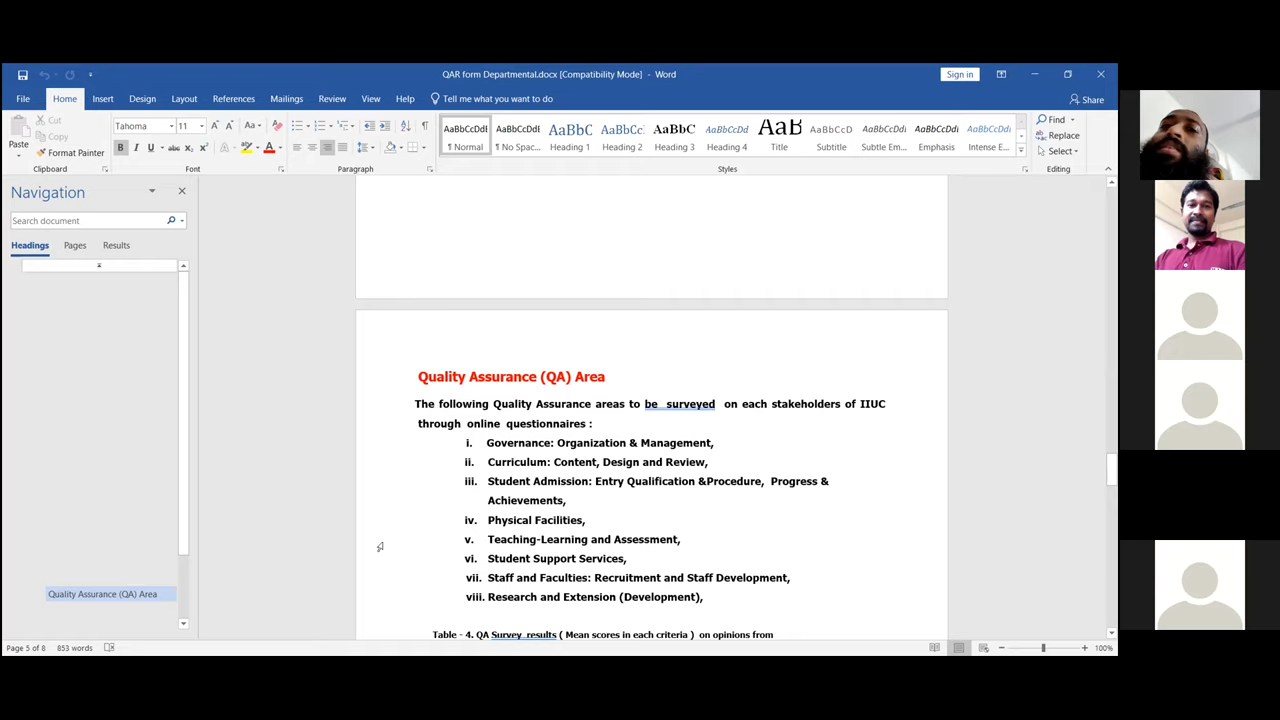 QAR form Departmental.docx [Compatibility Mode] - Word
Sign in
File Home Insert Design Layout References Mailings Review View Help Tell me what you want to do
Share
Paste
Cut
Copy
Format Painter
Clipboard
Tahoma 11
Font
Paragraph
AaBbCcDdE AaBbCcDdE AaBbC AaBbCc AaBbC AaBbCcDd AaB AaBbCcD AaBbCcDd AaBbCcDd AaBbCcDd
¶ Normal ¶ No Spac... Heading 1 Heading 2 Heading 3 Heading 4 Title Subtitle Subtle Em... Emphasis Intense E...
Styles
Find
Replace
Select
Editing
Navigation
Search document
Headings Pages Results
Quality Assurance (QA) Area
Quality Assurance (QA) Area
The following Quality Assurance areas to be surveyed on each stakeholders of IIUC
through online questionnaires :
i. Governance: Organization & Management,
ii. Curriculum: Content, Design and Review,
iii. Student Admission: Entry Qualification &Procedure, Progress &
Achievements,
iv. Physical Facilities,
v. Teaching-Learning and Assessment,
vi. Student Support Services,
vii. Staff and Faculties: Recruitment and Staff Development,
viii. Research and Extension (Development),
Table - 4. QA Survey results ( Mean scores in each criteria ) on opinions from
Page 5 of 8 853 words
100%